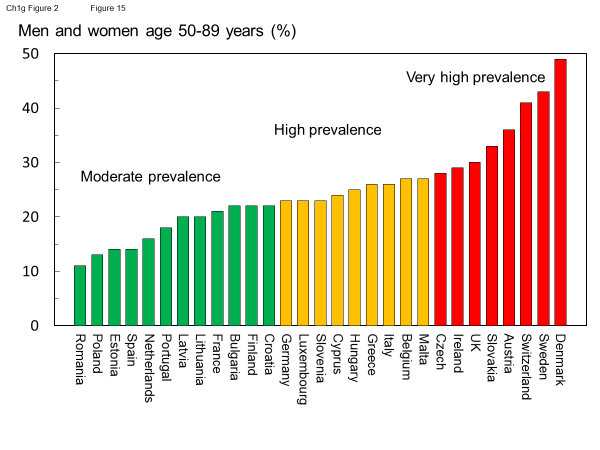 Ch1g Figure 2 Figure 15
Men and women age 50-89 years (%)
50
40
30
20
10
0
Very high prevalence
High prevalence
Moderate prevalence
Romania
Poland
Estonia
Spain
Netherlands
Portugal
Latvia
Lithuania
France
Bulgaria
Finland
Croatia
Germany
Luxembourg
Slovenia
Cyprus
Hungary
Greece
Italy
Belgium
Malta
Czech
Ireland
UK
Slovakia
Austria
Switzerland
Sweden
Denmark